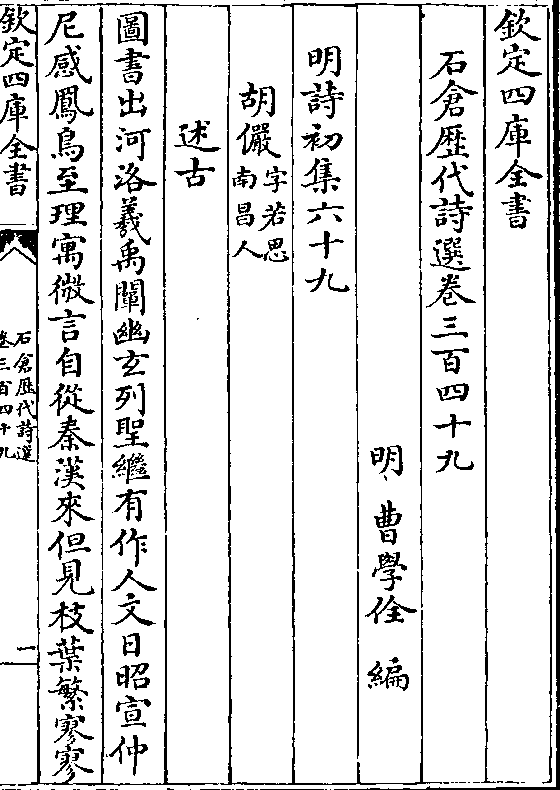 欽定四庫全書
石倉歴代詩選卷三百四十九
明 曹學佺 編
明詩初集六十九
胡儼字若思南昌人
述古
圖書出河洛羲禹闡幽玄列聖繼有作人文日昭宣仲
尼感鳳鳥至理寓微言自從秦漢來但見枝葉繁寥寥
欽定四庫全書
石倉歴代詩選
卷三百四十九
一